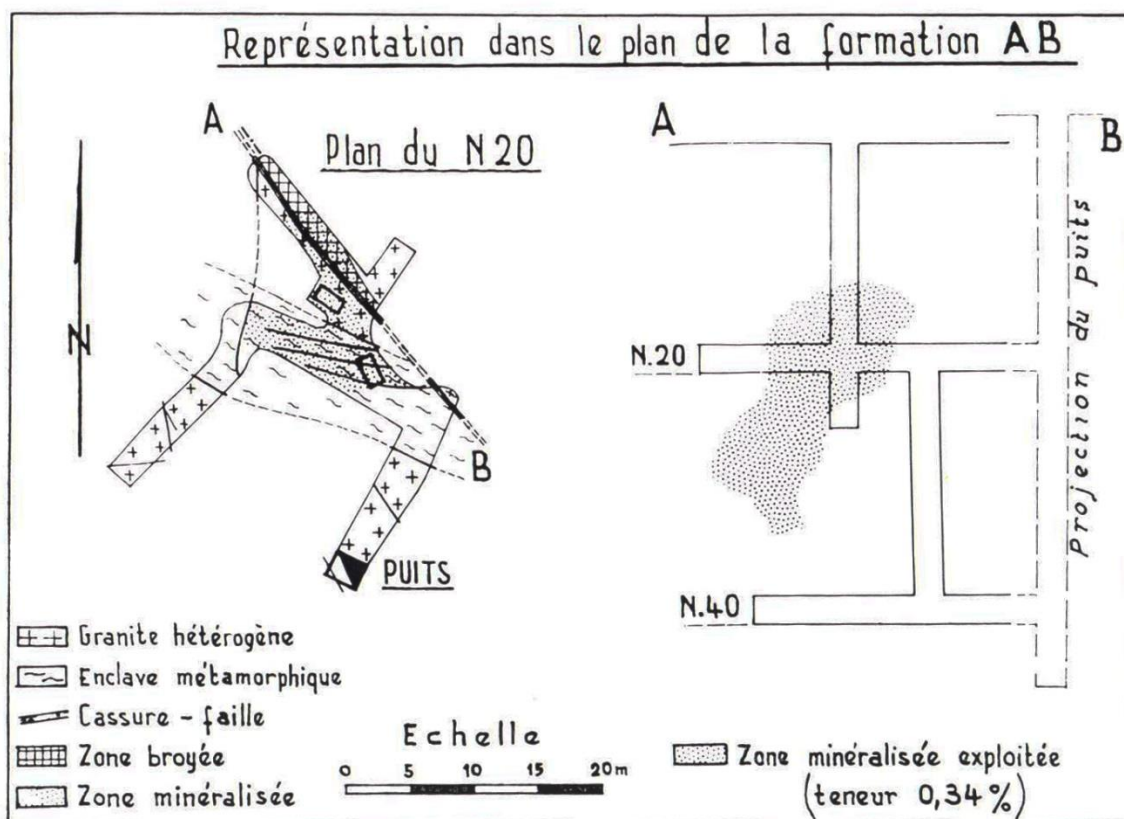 Représentation dans le plan de la formation AB
A
Plan du N20
N
B
PUITS
A
B
N.20
N.40
Projection du puits
Granite hétérogène
Enclave métamorphique
Cassure - faille
Zone broyée
Zone minéralisée
Echelle
0 5 10 15 20m
Zone minéralisée exploitée
(teneur 0,34%)